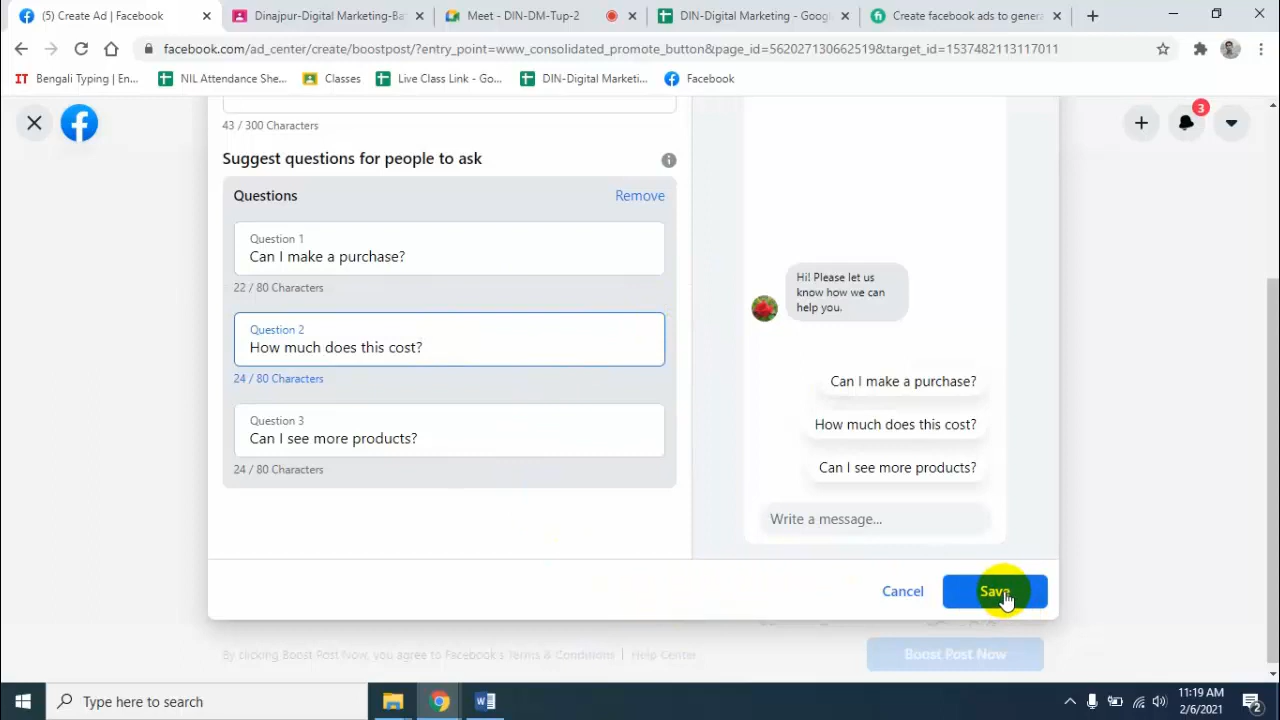 (5) Create Ad | Facebook
Dinajpur-Digital Marketing-
Meet - DIN-DM-Tup-2
DIN-Digital Marketing - Goog
Create facebook ads to gener
facebook.com/ad_center/create/boostpost/?entry_point=www_consolidated_promote_button&page_id=562027130662519&target_id=1537482113117011
Bengali Typing | En...
NIL Attendance She...
Classes
Live Class Link - Go...
DIN-Digital Marketi...
Facebook
3
43 / 300 Characters
Suggest questions for people to ask
Questions
Remove
Question 1
Can I make a purchase?
22 / 80 Characters
Question 2
How much does this cost?
24 / 80 Characters
Question 3
Can I see more products?
24 / 80 Characters
Hi! Please let us
know how we can
help you.
Can I make a purchase?
How much does this cost?
Can I see more products?
Write a message...
Cancel
Save
By clicking Boost Post Now, you agree to Facebook's Terms & Conditions | Help Center
Boost Post Now
Type here to search
11:19 AM
2/6/2021
2